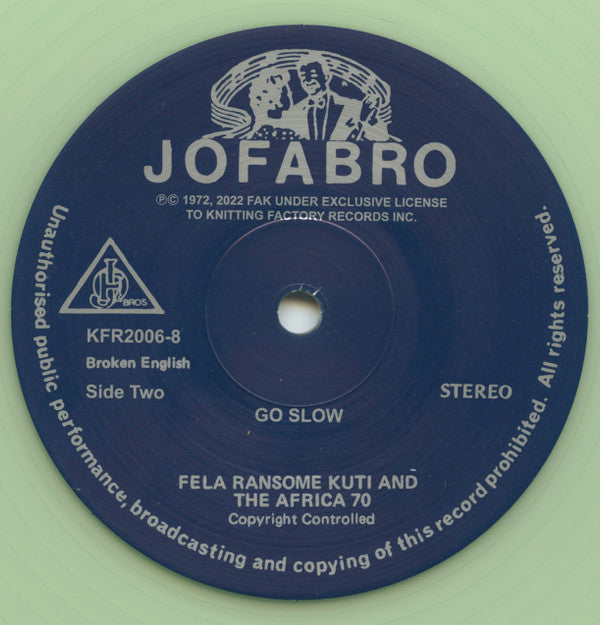 JOFABRO
℗© 1972, 2022 FAK UNDER EXCLUSIVE LICENSE
TO KNITTING FACTORY RECORDS INC.
BROS
KFR2006-8
Broken English
Side Two
STEREO
GO SLOW
FELA RANSOME KUTI AND
THE AFRICA 70
Copyright Controlled
Unauthorised public performance, broadcasting and copying of this record prohibited. All rights reserved.